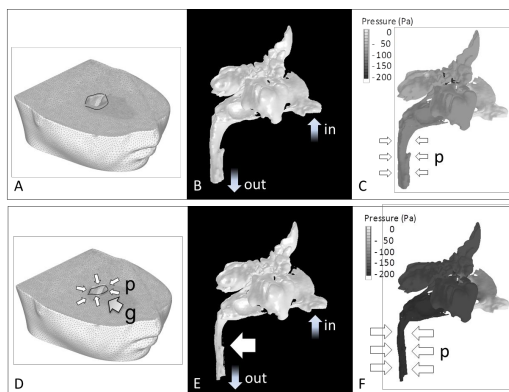 A
B
in
out
Pressure (Pa)
0
- 50
- 100
- 150
- 200
p
C
p
g
D
in
out
E
Pressure (Pa)
0
- 50
- 100
- 150
- 200
p
F